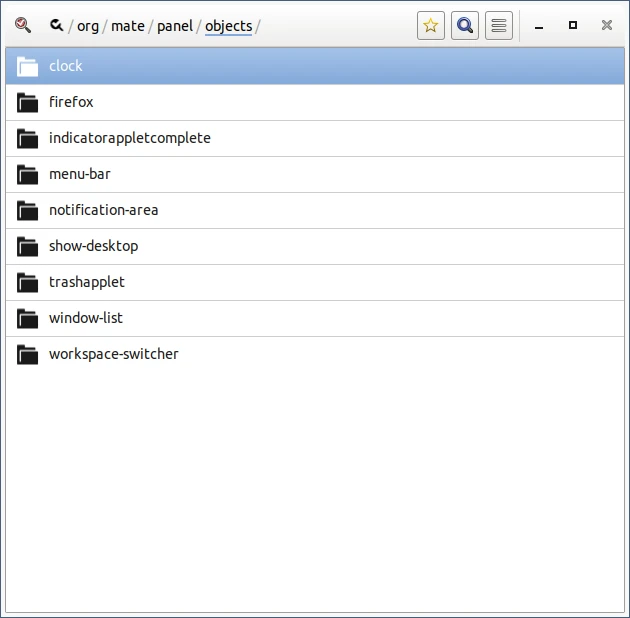 / org / mate / panel / objects /
clock
firefox
indicatorappletcomplete
menu-bar
notification-area
show-desktop
trashapplet
window-list
workspace-switcher